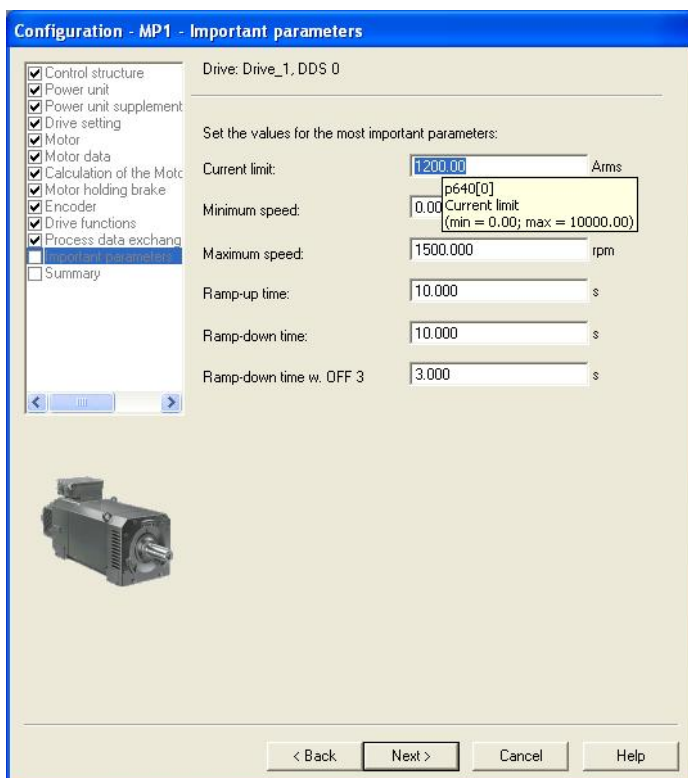 Configuration - MP1 - Important parameters
Control structure
Power unit
Power unit supplement
Drive setting
Motor
Motor data
Calculation of the Motc
Motor holding brake
Encoder
Drive functions
Process data exchang
Important parameters
Summary
Drive: Drive_1, DDS 0
Set the values for the most important parameters:
Current limit: 1200.00 Arms
p640[0]
Current limit
(min = 0.00; max = 10000.00)
Minimum speed: 0.00
Maximum speed: 1500.000 rpm
Ramp-up time: 10.000 s
Ramp-down time: 10.000 s
Ramp-down time w. OFF 3 3.000 s
< Back Next > Cancel Help